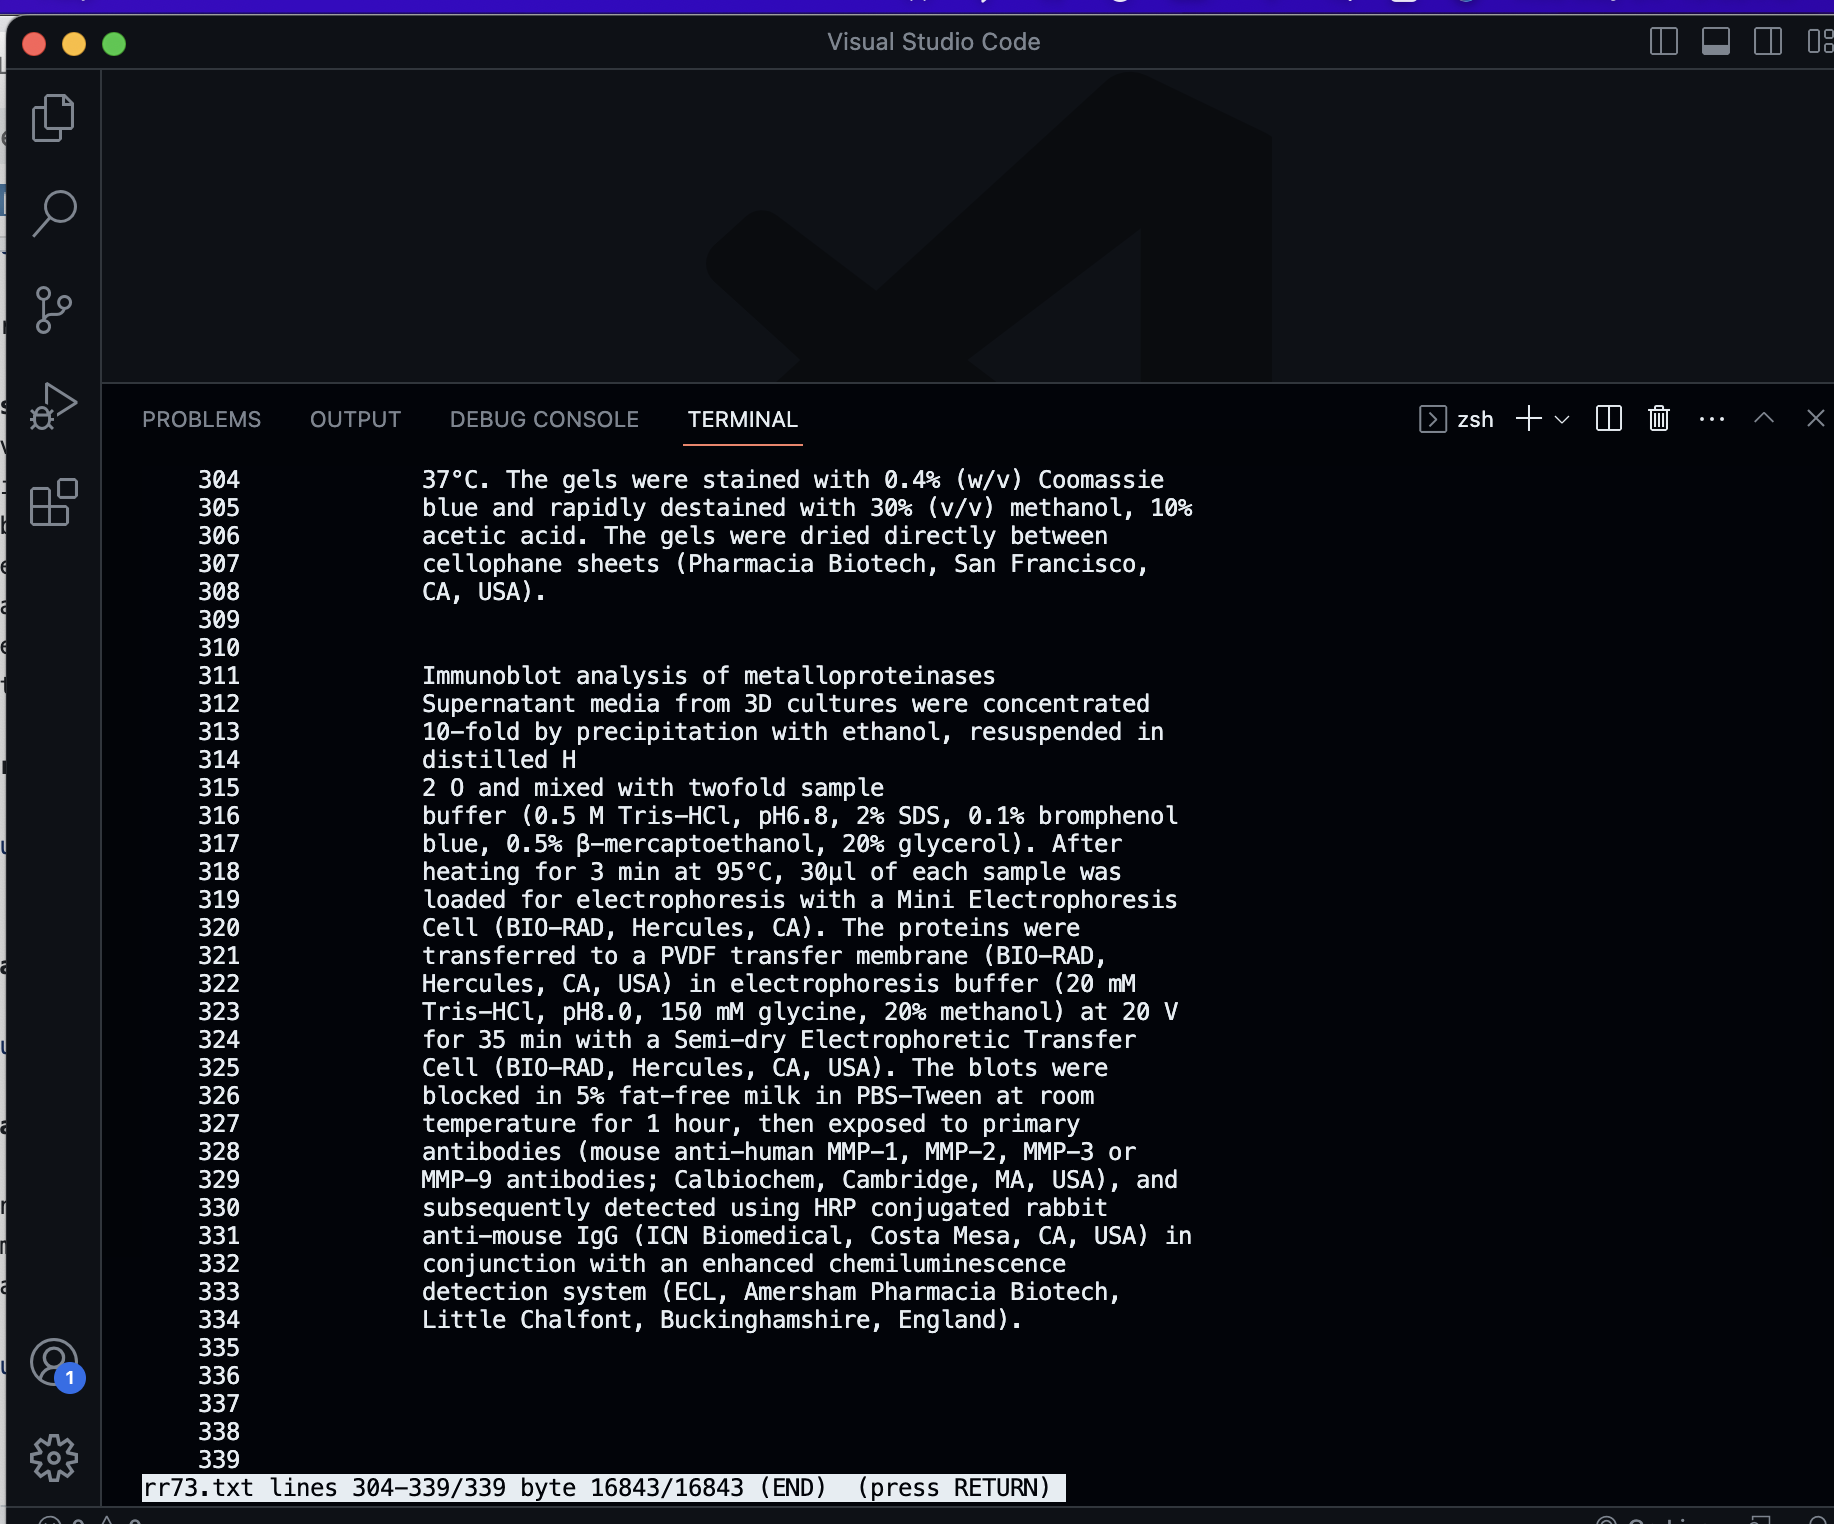 Visual Studio Code
PROBLEMS OUTPUT DEBUG CONSOLE TERMINAL zsh
304 37°C. The gels were stained with 0.4% (w/v) Coomassie
305 blue and rapidly destained with 30% (v/v) methanol, 10%
306 acetic acid. The gels were dried directly between
307 cellophane sheets (Pharmacia Biotech, San Francisco,
308 CA, USA).
309
310
311 Immunoblot analysis of metalloproteinases
312 Supernatant media from 3D cultures were concentrated
313 10-fold by precipitation with ethanol, resuspended in
314 distilled H
315 2 O and mixed with twofold sample
316 buffer (0.5 M Tris-HCl, pH6.8, 2% SDS, 0.1% bromphenol
317 blue, 0.5% β-mercaptoethanol, 20% glycerol). After
318 heating for 3 min at 95°C, 30μl of each sample was
319 loaded for electrophoresis with a Mini Electrophoresis
320 Cell (BIO-RAD, Hercules, CA). The proteins were
321 transferred to a PVDF transfer membrane (BIO-RAD,
322 Hercules, CA, USA) in electrophoresis buffer (20 mM
323 Tris-HCl, pH8.0, 150 mM glycine, 20% methanol) at 20 V
324 for 35 min with a Semi-dry Electrophoretic Transfer
325 Cell (BIO-RAD, Hercules, CA, USA). The blots were
326 blocked in 5% fat-free milk in PBS-Tween at room
327 temperature for 1 hour, then exposed to primary
328 antibodies (mouse anti-human MMP-1, MMP-2, MMP-3 or
329 MMP-9 antibodies; Calbiochem, Cambridge, MA, USA), and
330 subsequently detected using HRP conjugated rabbit
331 anti-mouse IgG (ICN Biomedical, Costa Mesa, CA, USA) in
332 conjunction with an enhanced chemiluminescence
333 detection system (ECL, Amersham Pharmacia Biotech,
334 Little Chalfont, Buckinghamshire, England).
335
336
1
337
338
339
rr73.txt lines 304-339/339 byte 16843/16843 (END) (press RETURN)